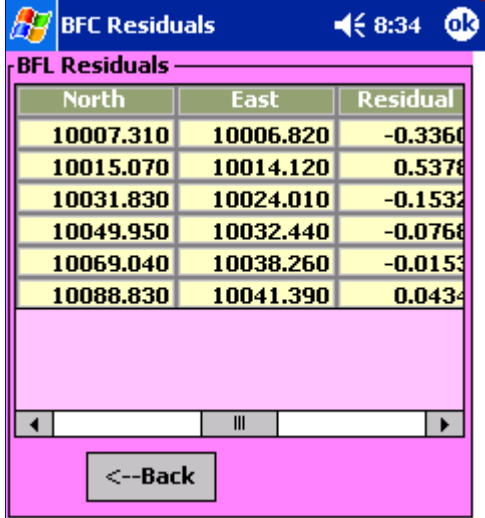 BFC Residuals 8:34 ok
BFL Residuals
North East Residual
10007.310 10006.820 -0.3360
10015.070 10014.120 0.5378
10031.830 10024.010 -0.1532
10049.950 10032.440 -0.0768
10069.040 10038.260 -0.0153
10088.830 10041.390 0.0434
<--Back